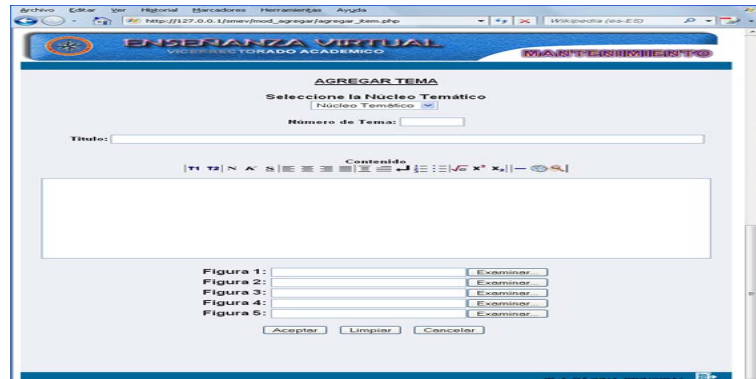 Archivo Editar Ver Historial Marcadores Herramientas Ayuda
http://127.0.0.1/smev/mod_agregar/agregar_item.php Wikipedia (es-ES)
ENSEÑANZA VIRTUAL
VICERRECTORADO ACADEMICO
MANTENIMIENTO
AGREGAR TEMA
Seleccione la Núcleo Temático
Núcleo Temático
Número de Tema:
Titulo:
Contenido
T1 T2 N K S
Figura 1: Examinar...
Figura 2: Examinar...
Figura 3: Examinar...
Figura 4: Examinar...
Figura 5: Examinar...
Aceptar Limpiar Cancelar